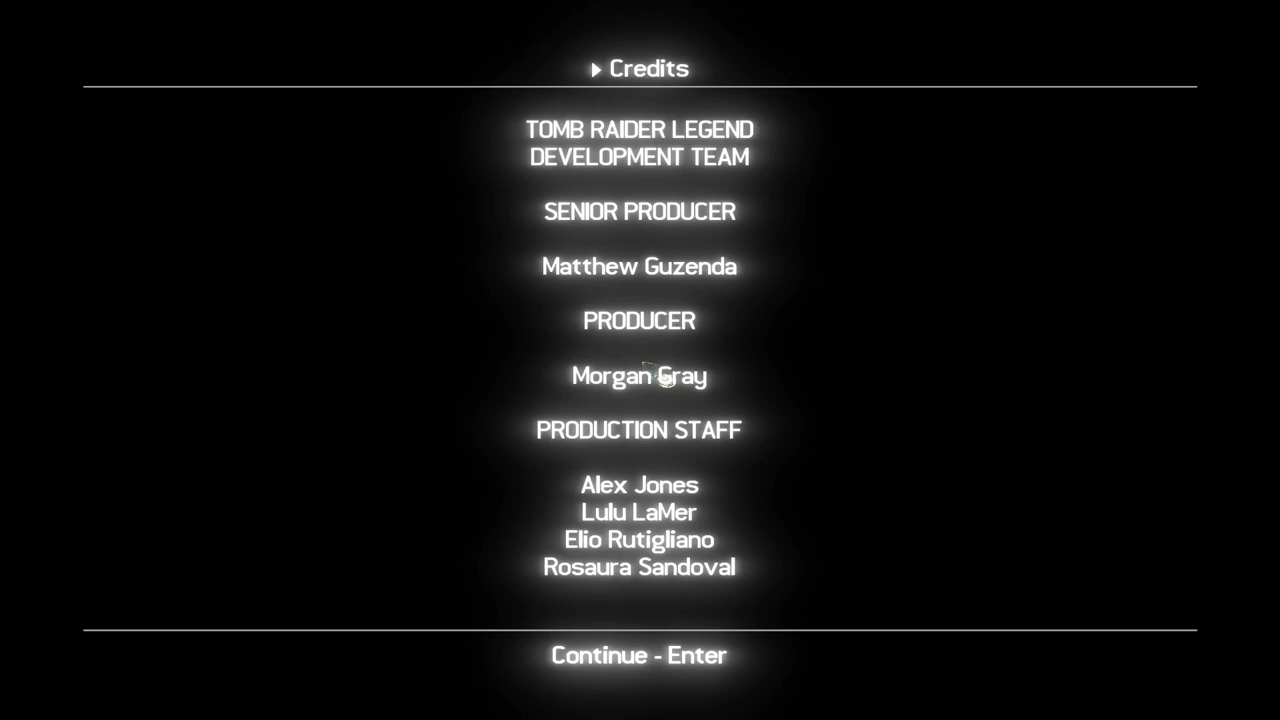 Credits
TOMB RAIDER LEGEND
DEVELOPMENT TEAM
SENIOR PRODUCER
Matthew Guzenda
PRODUCER
Morgan Gray
PRODUCTION STAFF
Alex Jones
Lulu LaMer
Elio Rutigliano
Rosaura Sandoval
Continue - Enter